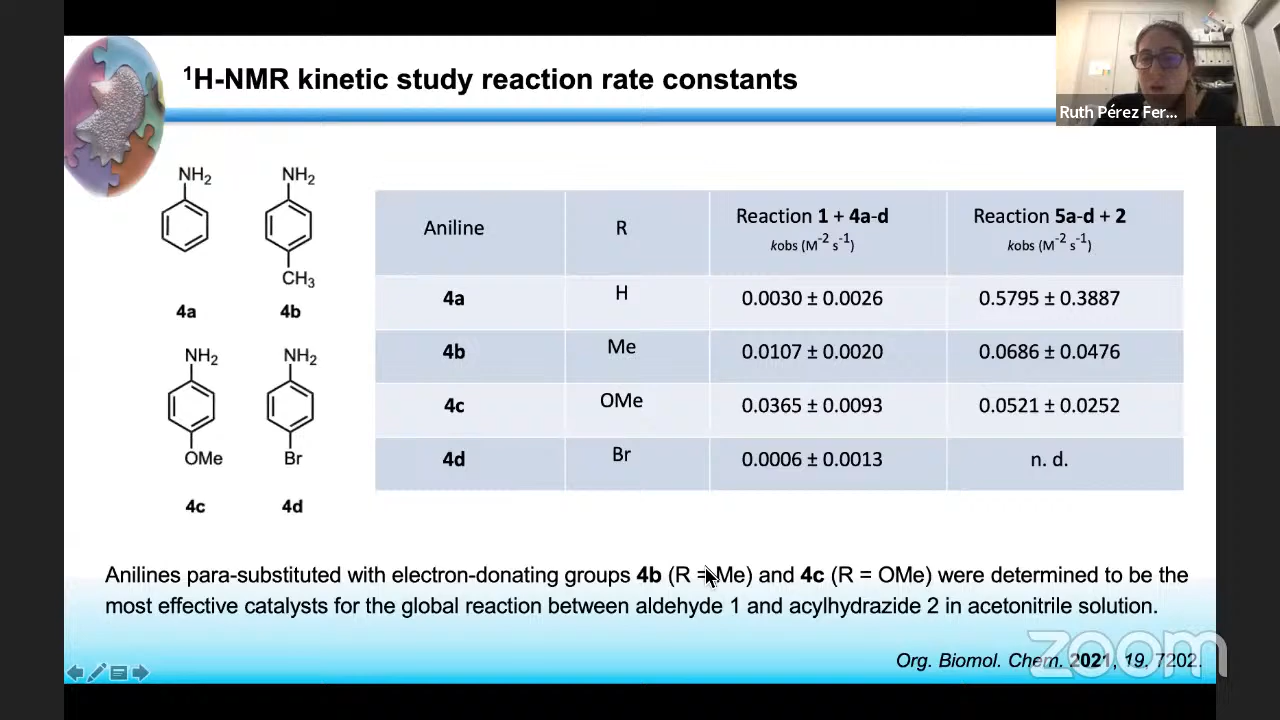 ¹H-NMR kinetic study reaction rate constants
Ruth Pérez Fer...
NH₂
NH₂
CH₃
4a
4b
NH₂
NH₂
OMe
Br
4c
4d
Aniline
R
Reaction 1 + 4a-d
kobs (M⁻² s⁻¹)
Reaction 5a-d + 2
kobs (M⁻² s⁻¹)
4a
H
0.0030 ± 0.0026
0.5795 ± 0.3887
4b
Me
0.0107 ± 0.0020
0.0686 ± 0.0476
4c
OMe
0.0365 ± 0.0093
0.0521 ± 0.0252
4d
Br
0.0006 ± 0.0013
n. d.
Anilines para-substituted with electron-donating groups 4b (R = Me) and 4c (R = OMe) were determined to be the
most effective catalysts for the global reaction between aldehyde 1 and acylhydrazide 2 in acetonitrile solution.
zoom
Org. Biomol. Chem. 2021, 19, 7202.